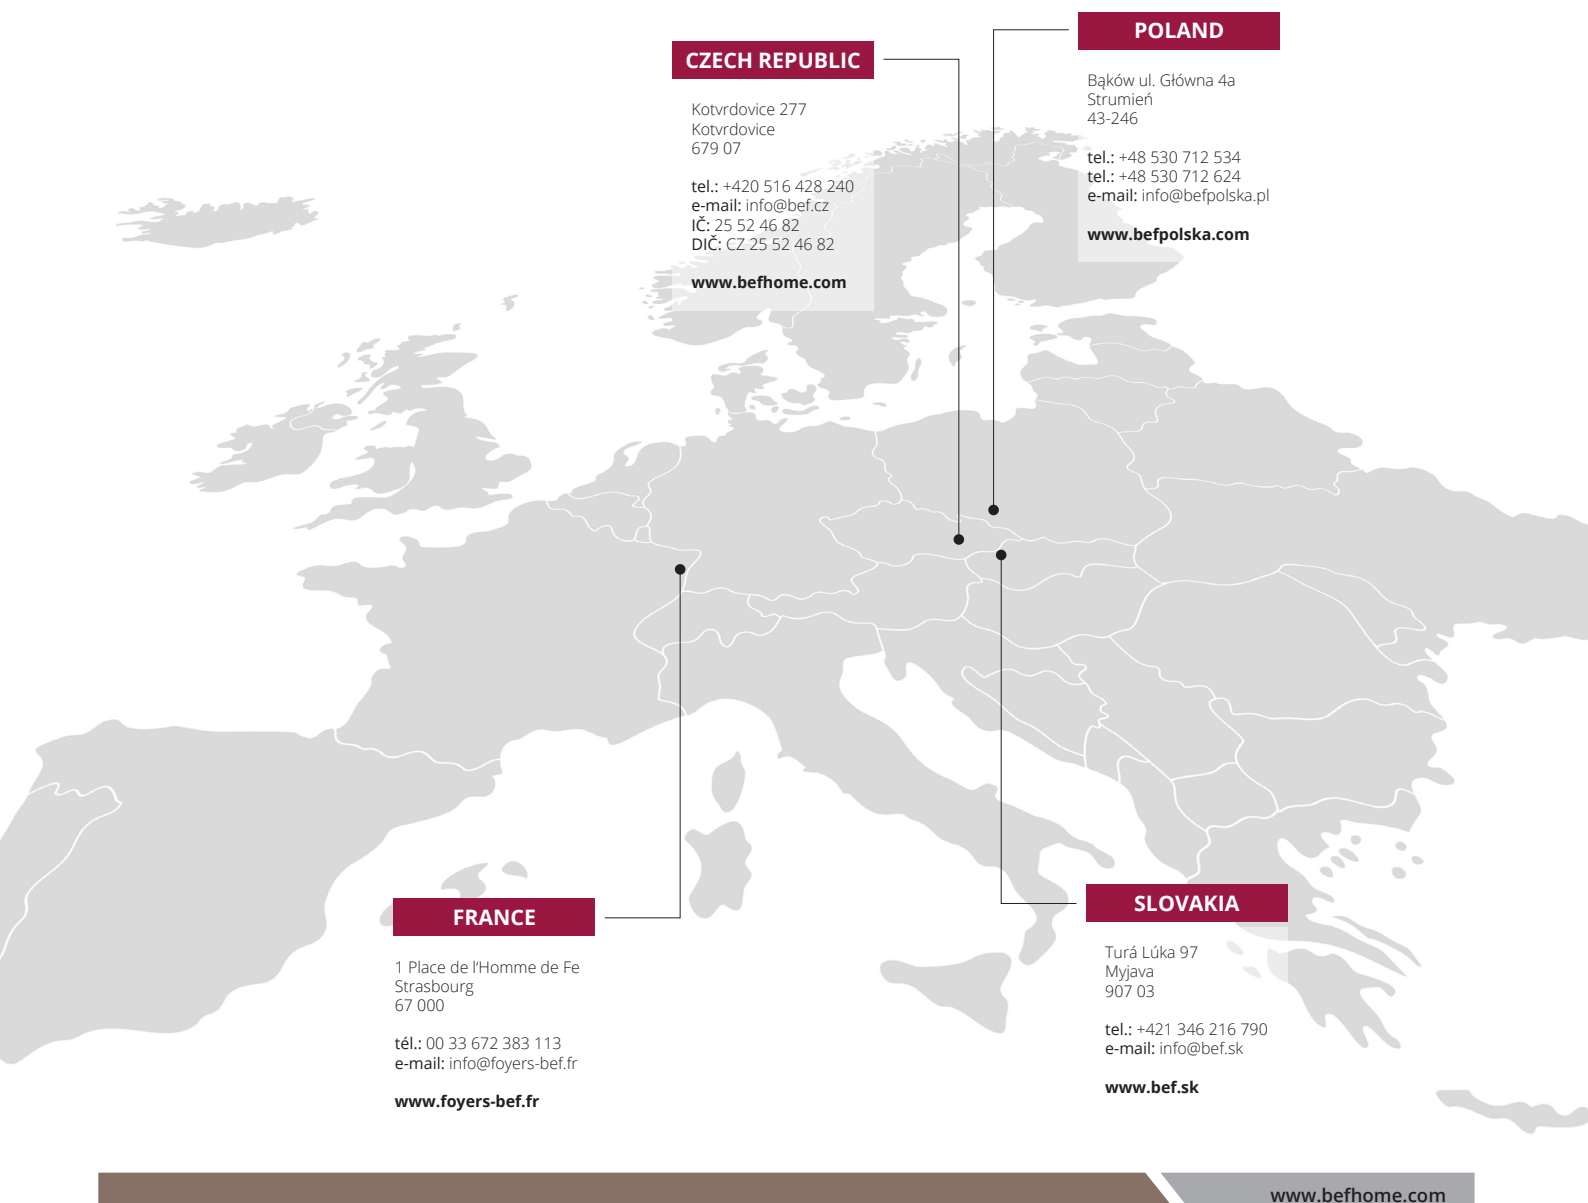 CZECH REPUBLIC
Kotvrdovice 277
Kotvrdovice
679 07
tel.: +420 516 428 240
e-mail: info@bef.cz
IČ: 25 52 46 82
DIČ: CZ 25 52 46 82
www.befhome.com
POLAND
Bąków ul. Główna 4a
Strumień
43-246
tel.: +48 530 712 534
tel.: +48 530 712 624
e-mail: info@befpolska.pl
www.befpolska.com
FRANCE
1 Place de l'Homme de Fe
Strasbourg
67 000
tél.: 00 33 672 383 113
e-mail: info@foyers-bef.fr
www.foyers-bef.fr
SLOVAKIA
Turá Lúka 97
Myjava
907 03
tel.: +421 346 216 790
e-mail: info@bef.sk
www.bef.sk
www.befhome.com